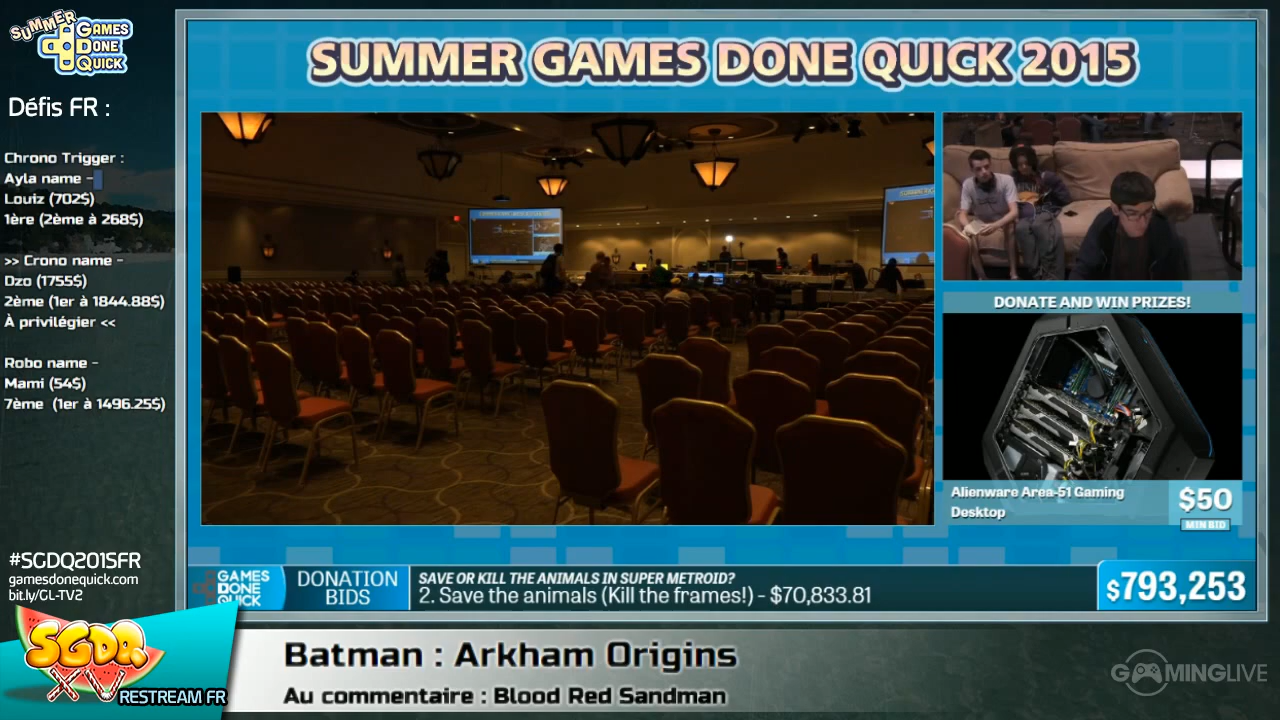 SUMMER
GAMES
DONE
QUICK
Défis FR :
Chrono Trigger :
Ayla name -
Louiz (702$)
1ère (2ème à 268$)
>> Crono name -
Dzo (1755$)
2ème (1er à 1844.88$)
À privilégier <<
Robo name -
Mami (54$)
7ème (1er à 1496.25$)
#SGDQ2015FR
gamesdonequick.com
bit.ly/GL-TV2
SGDQ
XV
RESTREAM FR
SUMMER GAMES DONE QUICK 2015
DONATE AND WIN PRIZES!
Alienware Area-51 Gaming
Desktop
$50
MIN BID
GAMES
DONE
QUICK
DONATION
BIDS
SAVE OR KILL THE ANIMALS IN SUPER METROID?
2. Save the animals (Kill the frames!) - $70,833.81
$793,253
Batman : Arkham Origins
Au commentaire : Blood Red Sandman
GAMINGLIVE